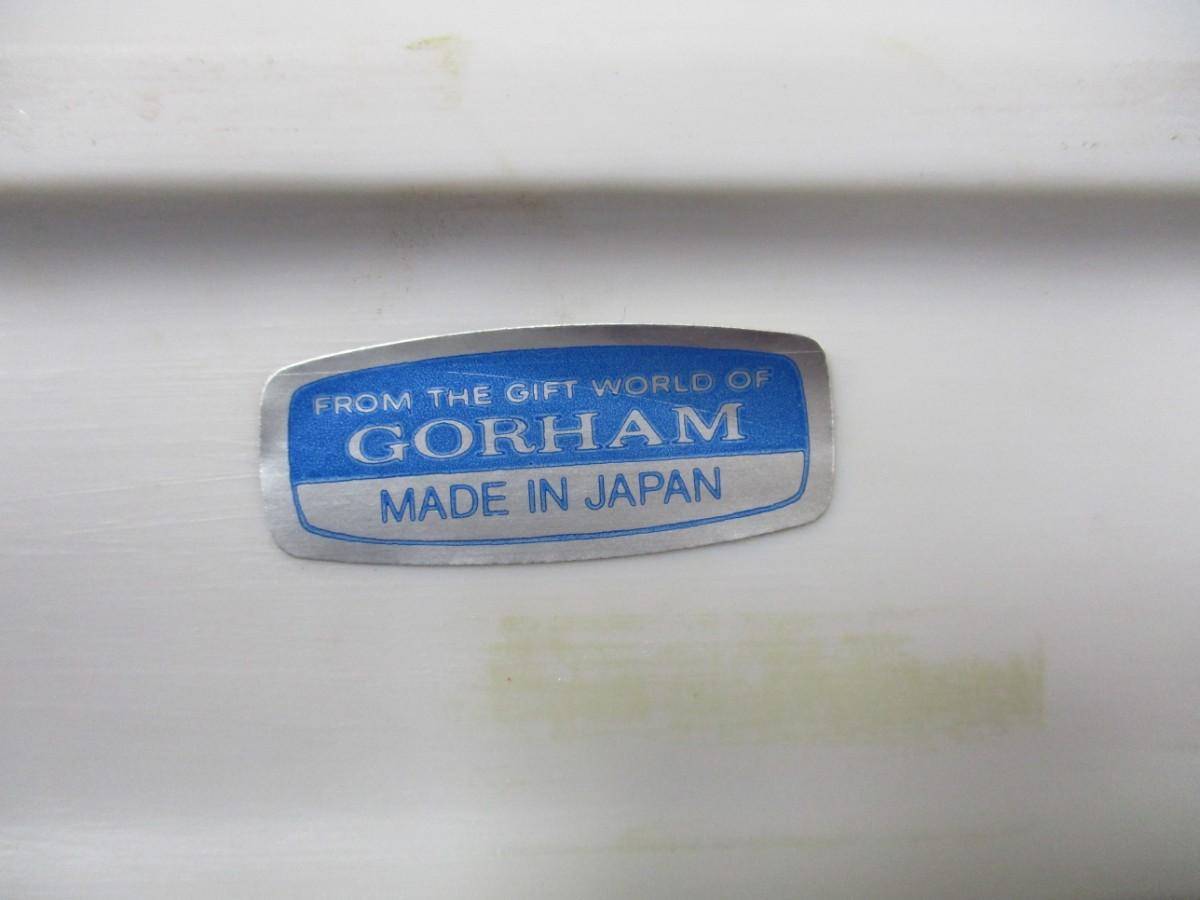 FROM THE GIFT WORLD OF
GORHAM
MADE IN JAPAN